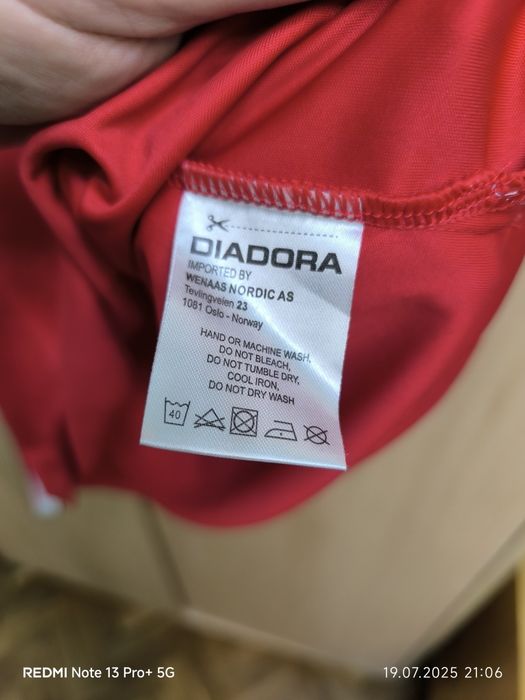 DIADORA
IMPORTED BY
WENAAS NORDIC AS
Tevlingveien 23
1081 Oslo - Norway
HAND OR MACHINE WASH,
DO NOT BLEACH,
DO NOT TUMBLE DRY,
COOL IRON,
DO NOT DRY WASH
40
REDMI Note 13 Pro+ 5G
19.07.2025 21:06